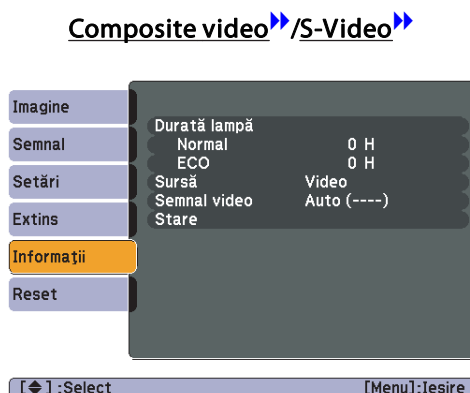 Composite video/S-Video
Imagine
Semnal
Setări
Extins
Informaţii
Reset
Durată lampă
Normal 0 H
ECO 0 H
Sursă Video
Semnal video Auto (----)
Stare
[◆] :Select [Menu]:Iesire